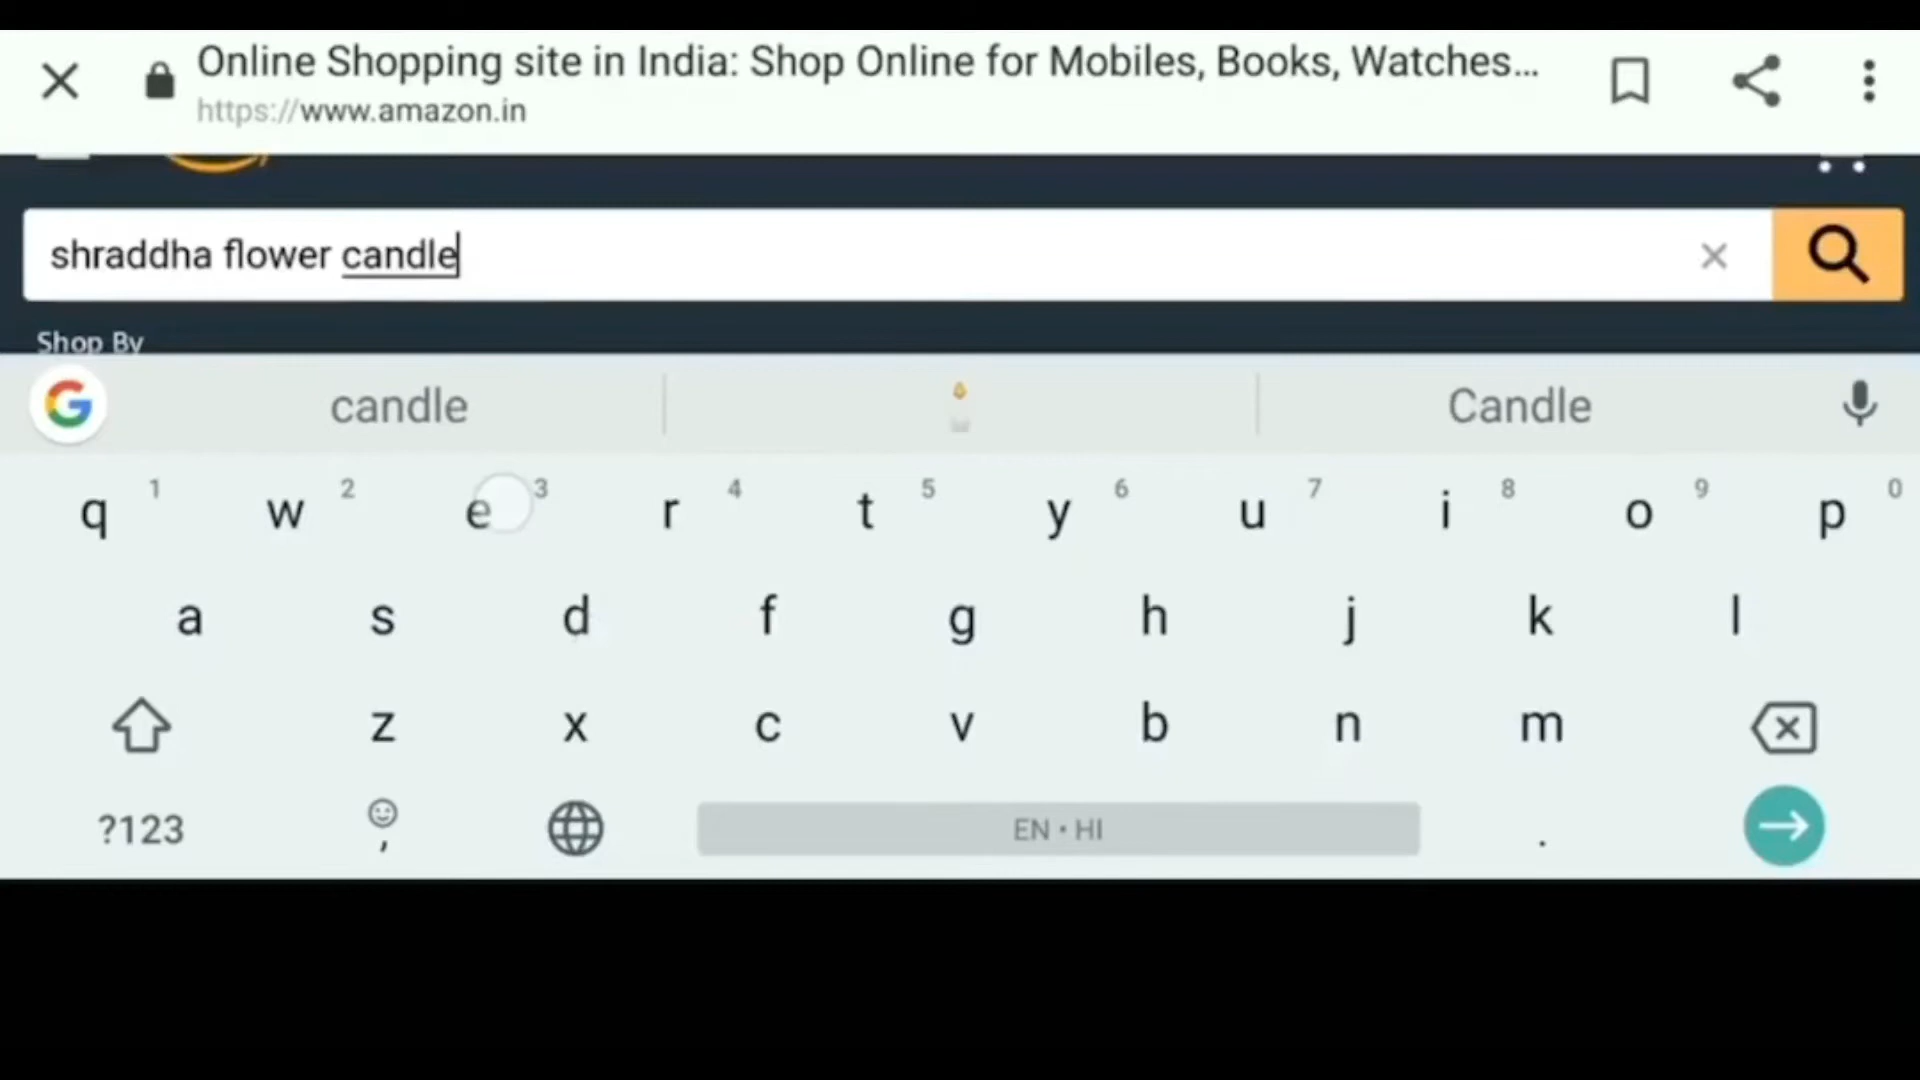 Online Shopping site in India: Shop Online for Mobiles, Books, Watches...
https://www.amazon.in
shraddha flower candle
Shop By
candle Candle
q 1 w 2 e 3 r 4 t 5 y 6 u 7 i 8 o 9 p 0
a s d f g h j k l
z x c v b n m
?123 , EN • HI .